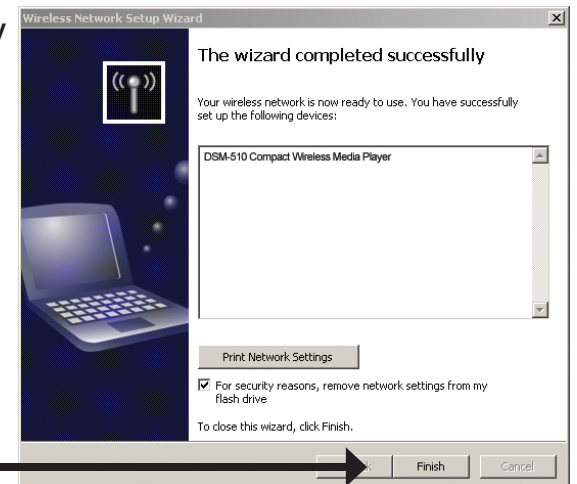 Wireless Network Setup Wizard
The wizard completed successfully
Your wireless network is now ready to use. You have successfully
set up the following devices:
DSM-510 Compact Wireless Media Player
Print Network Settings
For security reasons, remove network settings from my
flash drive
To close this wizard, click Finish.
Finish
Cancel